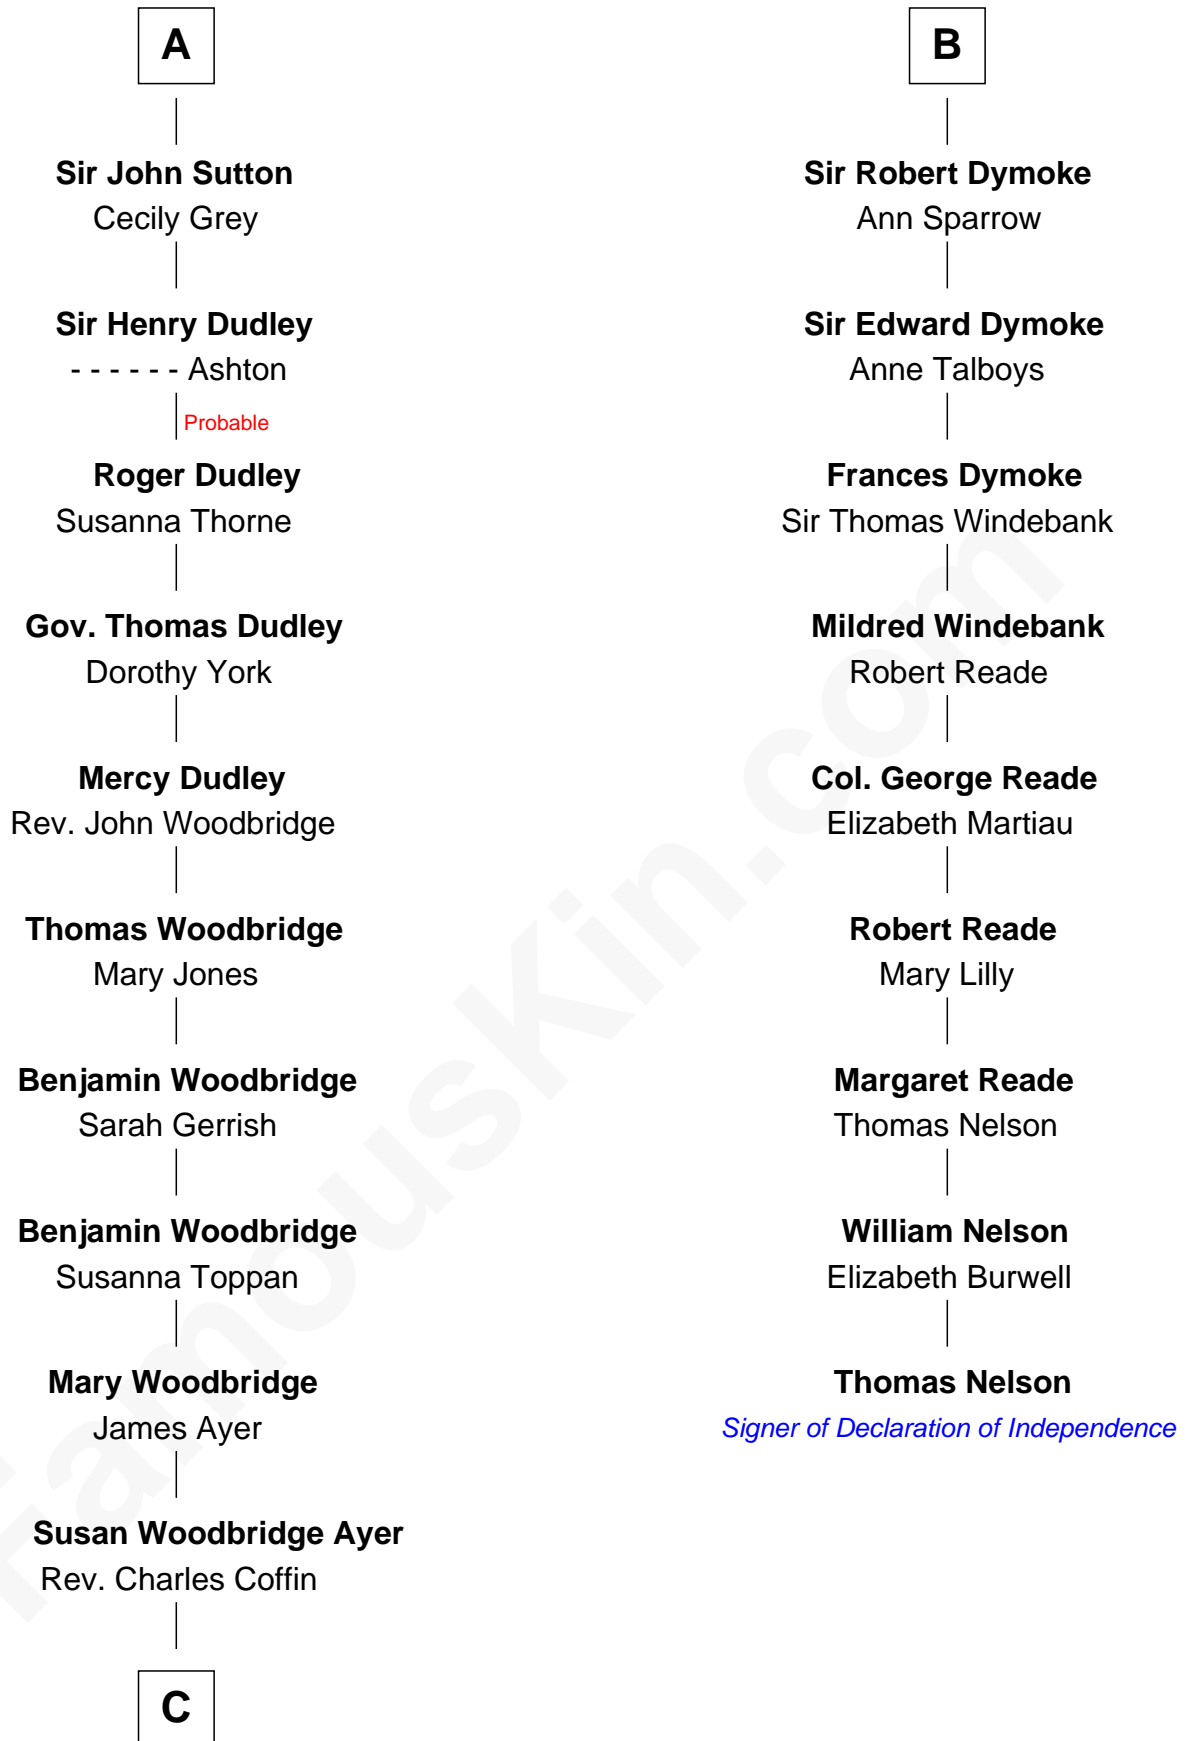 A
Sir John Sutton
Cecily Grey
Sir Henry Dudley
- - - - - - Ashton
Probable
Roger Dudley
Susanna Thorne
Gov. Thomas Dudley
Dorothy York
Mercy Dudley
Rev. John Woodbridge
Thomas Woodbridge
Mary Jones
Benjamin Woodbridge
Sarah Gerrish
Benjamin Woodbridge
Susanna Toppan
Mary Woodbridge
James Ayer
Susan Woodbridge Ayer
Rev. Charles Coffin
C
B
Sir Robert Dymoke
Ann Sparrow
Sir Edward Dymoke
Anne Talboys
Frances Dymoke
Sir Thomas Windebank
Mildred Windebank
Robert Reade
Col. George Reade
Elizabeth Martiau
Robert Reade
Mary Lilly
Margaret Reade
Thomas Nelson
William Nelson
Elizabeth Burwell
Thomas Nelson
Signer of Declaration of Independence
FamousKin.com